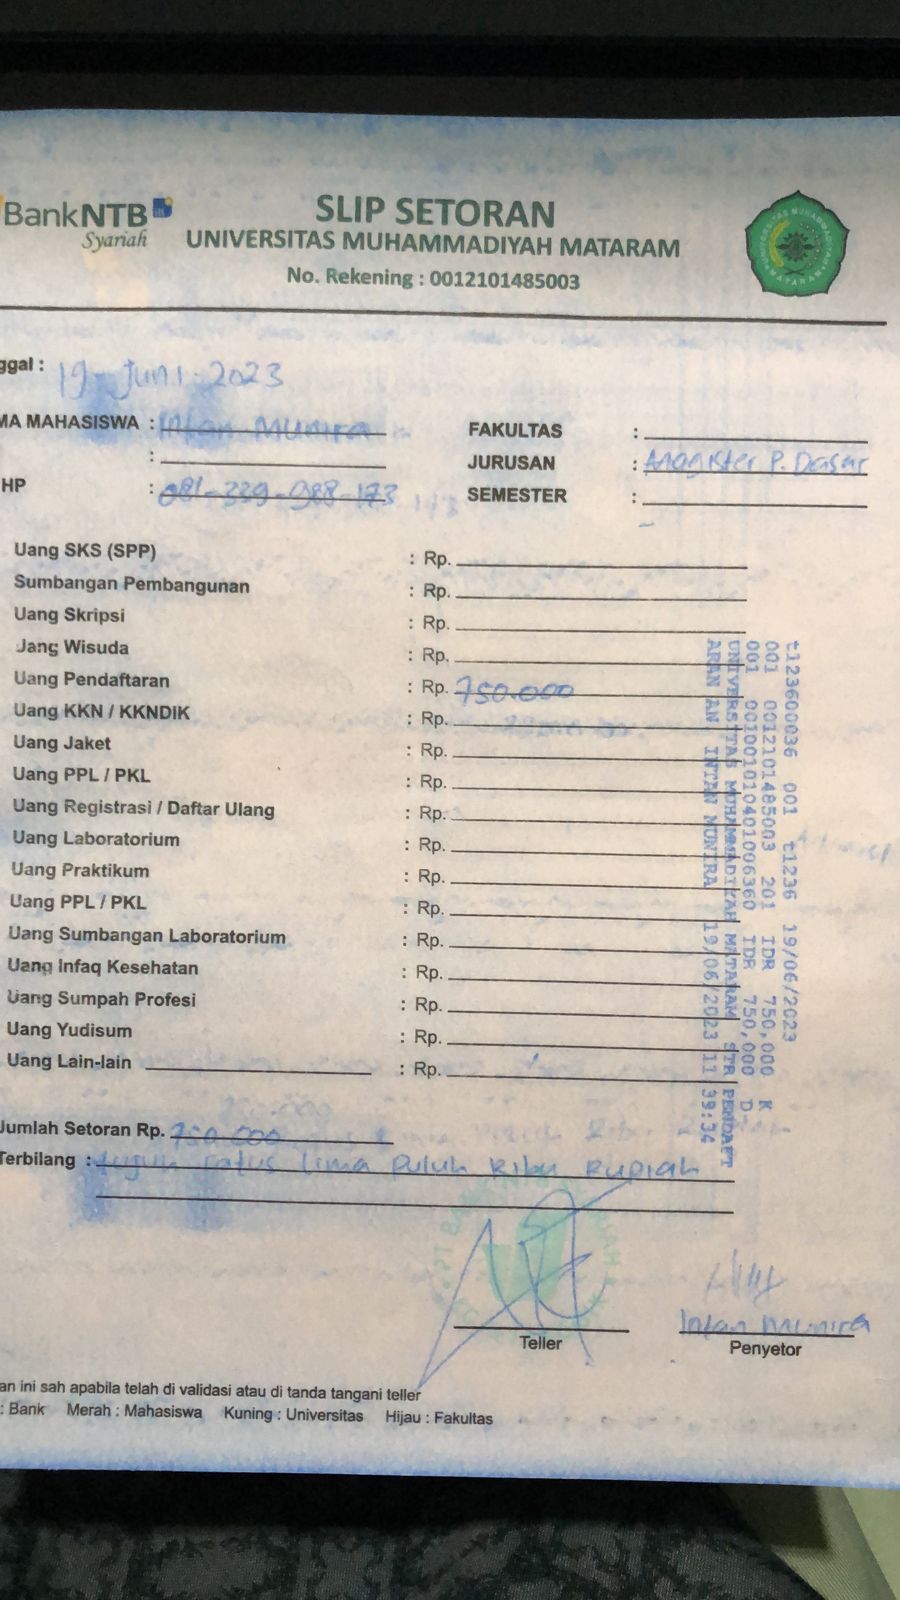 BankNTB
Syariah
SLIP SETORAN
UNIVERSITAS MUHAMMADIYAH MATARAM
No. Rekening : 0012101485003
UNIVERSITAS MUHAMMADIYAH MATARAM
ggal : 19-Juni-2023
MA MAHASISWA : Intan Munira
:
HP : 081-339-988-173
FAKULTAS :
JURUSAN : Magister P. Dasar
SEMESTER :
Uang SKS (SPP) : Rp.
Sumbangan Pembangunan : Rp.
Uang Skripsi : Rp.
Uang Wisuda : Rp.
Uang Pendaftaran : Rp. 750.000
Uang KKN / KKNDIK : Rp.
Uang Jaket : Rp.
Uang PPL / PKL : Rp.
Uang Registrasi / Daftar Ulang : Rp.
Uang Laboratorium : Rp.
Uang Praktikum : Rp.
Uang PPL / PKL : Rp.
Uang Sumbangan Laboratorium : Rp.
Uang Infaq Kesehatan : Rp.
Uang Sumpah Profesi : Rp.
Uang Yudisum : Rp.
Uang Lain-lain : Rp.
t123600036 001 t1236 19/06/2023
001 0012101485003 201 IDR 750,000 K
001 001001010401006360 IDR 750,000 D
UNIVERSITAS MUHAMMADIYAH MATARAM STR PENDAFT
ARAN AN INTAN MUNIRA 19/06/2023 11 39:34
Jumlah Setoran Rp. 750.000
Terbilang : Tujuh ratus lima puluh Ribu Rupiah
Teller
Intan Munira
Penyetor
an ini sah apabila telah di validasi atau di tanda tangani teller
: Bank Merah : Mahasiswa Kuning : Universitas Hijau : Fakultas